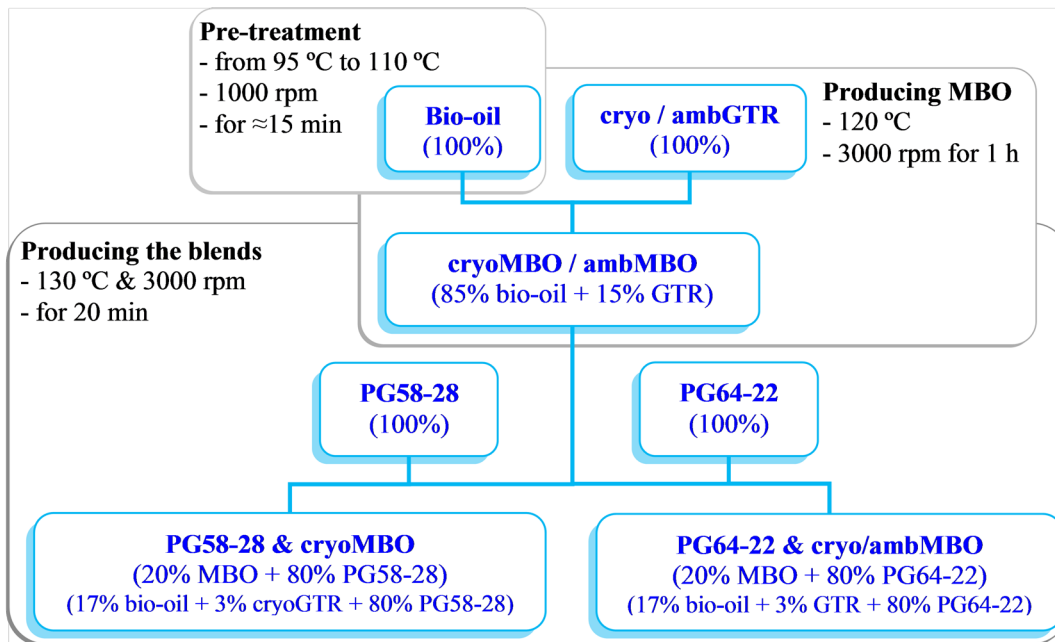 Pre-treatment
- from 95 ºC to 110 ºC
- 1000 rpm
- for ≈15 min
Bio-oil
(100%)
cryo / ambGTR
(100%)
Producing MBO
- 120 ºC
- 3000 rpm for 1 h
Producing the blends
- 130 ºC & 3000 rpm
- for 20 min
cryoMBO / ambMBO
(85% bio-oil + 15% GTR)
PG58-28
(100%)
PG64-22
(100%)
PG58-28 & cryoMBO
(20% MBO + 80% PG58-28)
(17% bio-oil + 3% cryoGTR + 80% PG58-28)
PG64-22 & cryo/ambMBO
(20% MBO + 80% PG64-22)
(17% bio-oil + 3% GTR + 80% PG64-22)